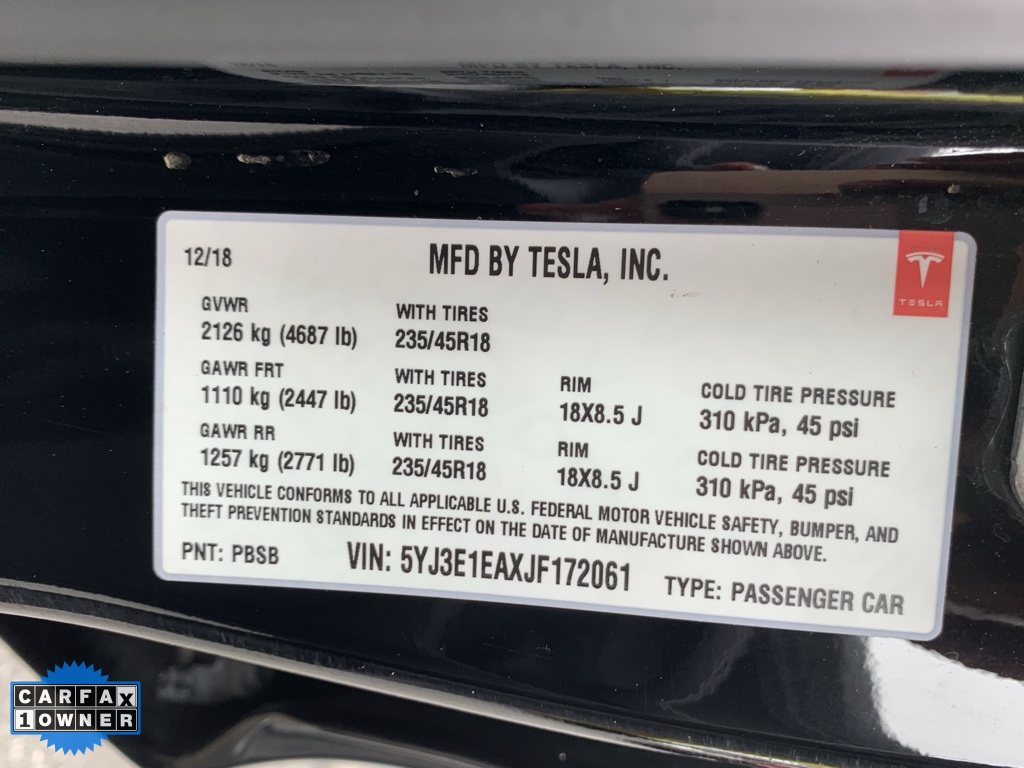 12/18
MFD BY TESLA, INC.
TESLA
GVWR
2126 kg (4687 lb)
WITH TIRES
235/45R18
GAWR FRT
1110 kg (2447 lb)
WITH TIRES
235/45R18
RIM
18X8.5 J
COLD TIRE PRESSURE
310 kPa, 45 psi
GAWR RR
1257 kg (2771 lb)
WITH TIRES
235/45R18
RIM
18X8.5 J
COLD TIRE PRESSURE
310 kPa, 45 psi
THIS VEHICLE CONFORMS TO ALL APPLICABLE U.S. FEDERAL MOTOR VEHICLE SAFETY, BUMPER, AND
THEFT PREVENTION STANDARDS IN EFFECT ON THE DATE OF MANUFACTURE SHOWN ABOVE.
PNT: PBSB
VIN: 5YJ3E1EAXJF172061
TYPE: PASSENGER CAR
CARFAX
1 OWNER